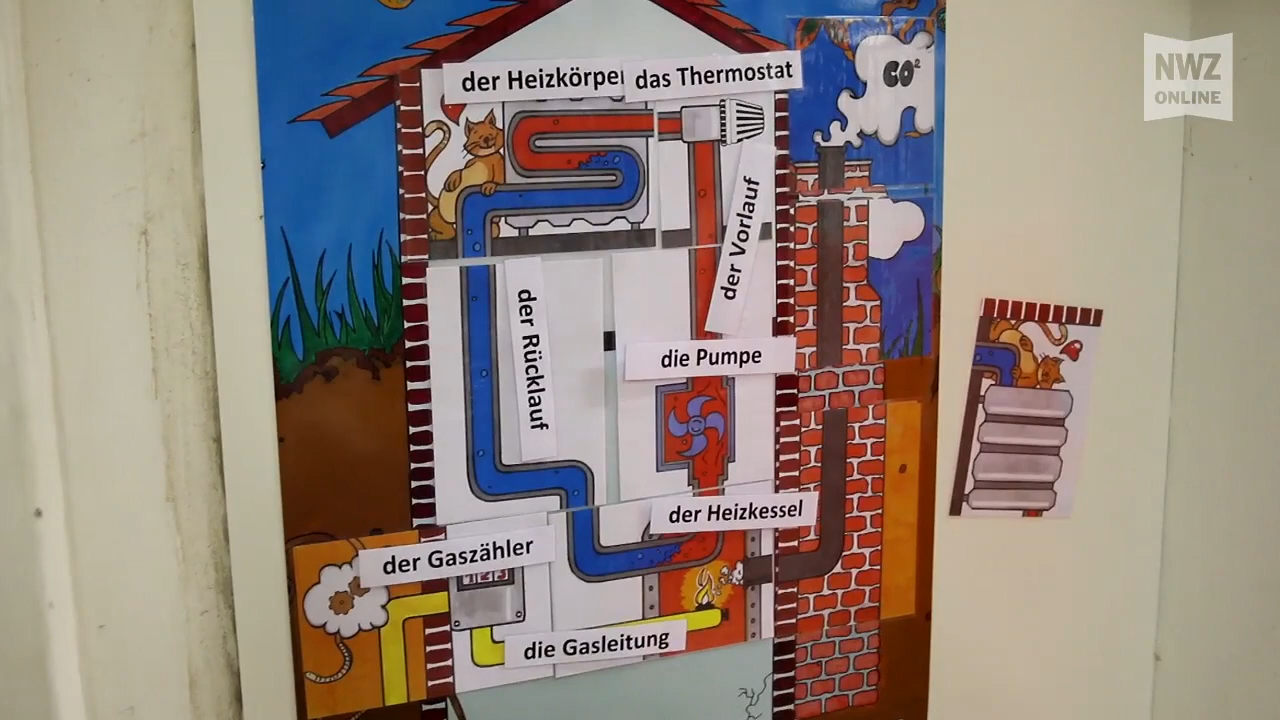 NWZ
ONLINE
CO²
der Heizkörper
das Thermostat
der Vorlauf
der Rücklauf
die Pumpe
der Heizkessel
der Gaszähler
123
die Gasleitung